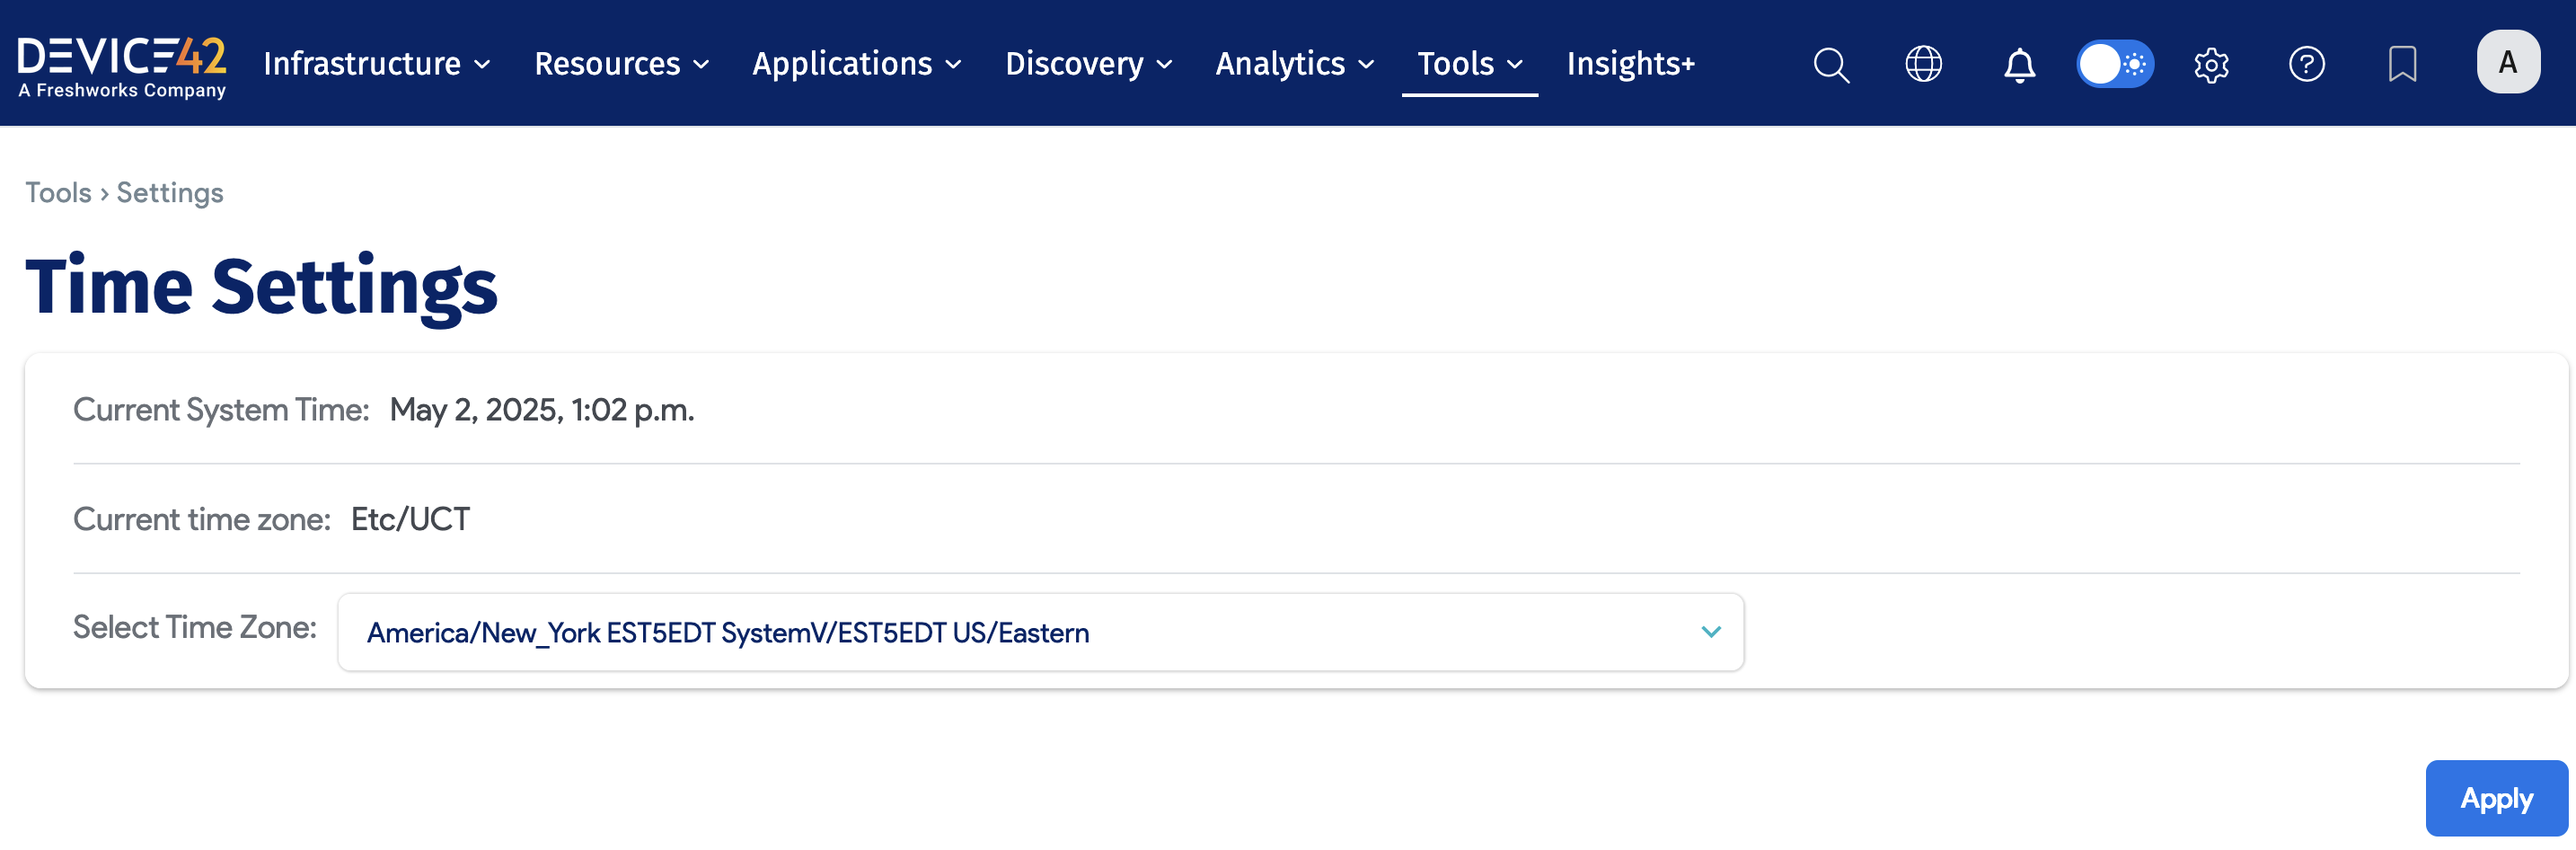 DEVICE42
A Freshworks Company
Infrastructure Resources Applications Discovery Analytics Tools Insights+ A
Tools › Settings
Time Settings
Current System Time: May 2, 2025, 1:02 p.m.
Current time zone: Etc/UCT
Select Time Zone: America/New_York EST5EDT SystemV/EST5EDT US/Eastern
Apply